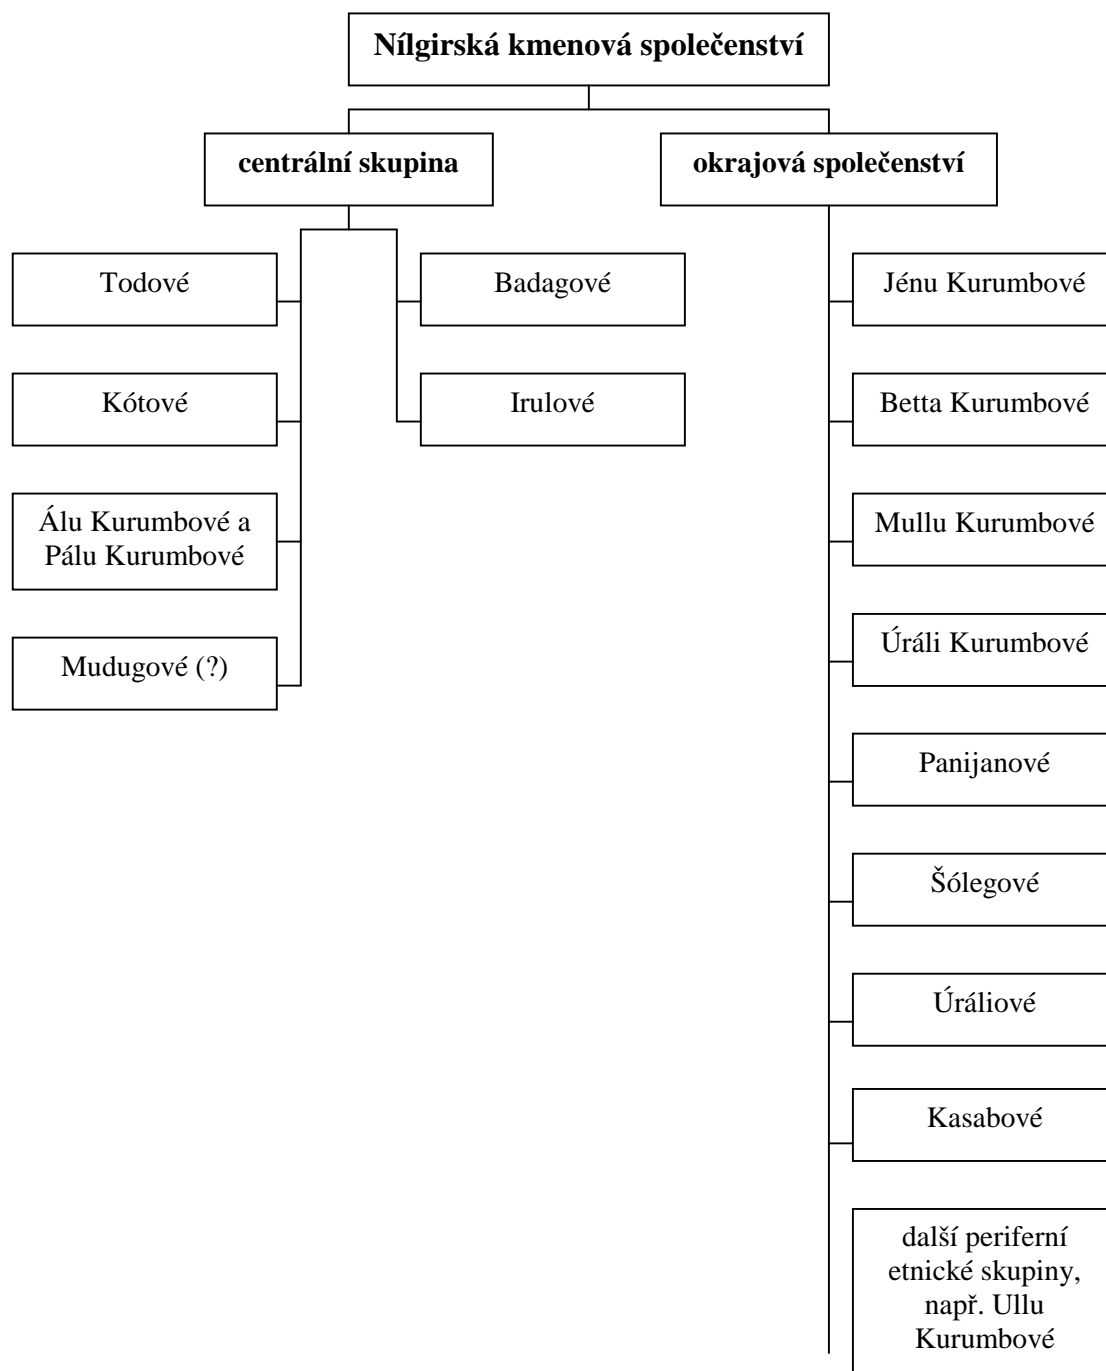 Nílgirská kmenová společenství
centrální skupina
okrajová společenství
Todové
Badagové
Jénu Kurumbové
Kótové
Irulové
Betta Kurumbové
Álu Kurumbové a
Pálu Kurumbové
Mullu Kurumbové
Mudugové (?)
Úráli Kurumbové
Panijanové
Šólegové
Úráliové
Kasabové
další periferní
etnické skupiny,
např. Ullu
Kurumbové